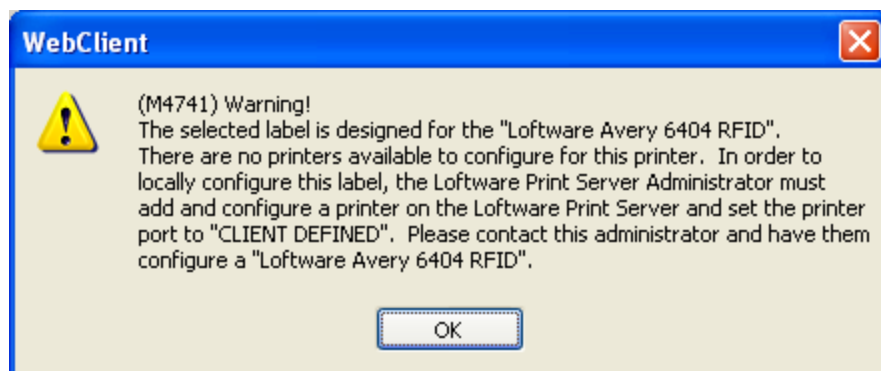 WebClient
(M4741) Warning!
The selected label is designed for the "Loftware Avery 6404 RFID".
There are no printers available to configure for this printer.  In order to
locally configure this label, the Loftware Print Server Administrator must
add and configure a printer on the Loftware Print Server and set the printer
port to "CLIENT DEFINED".  Please contact this administrator and have them
configure a "Loftware Avery 6404 RFID".
OK